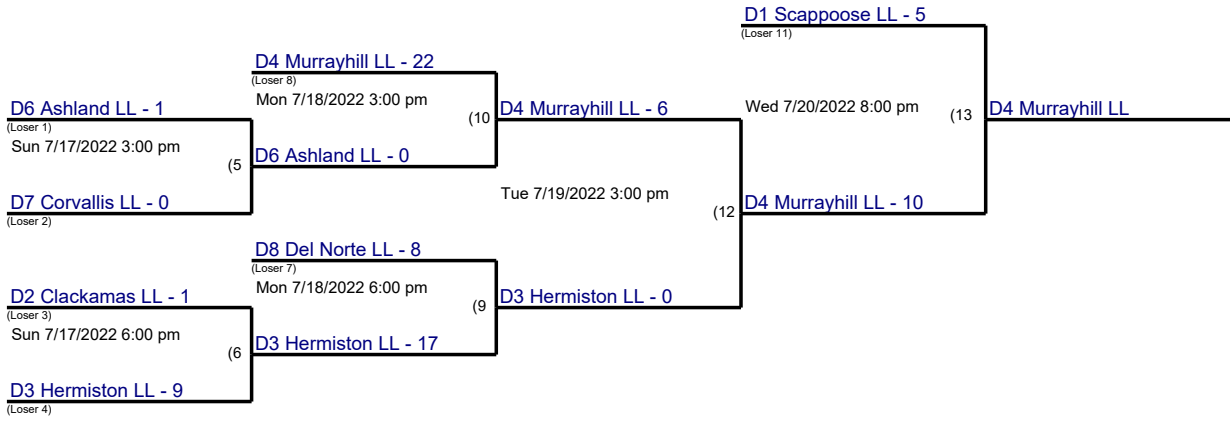 D1 Scappoose LL - 5
(Loser 11)
D4 Murrayhill LL - 22
(Loser 8)
Mon 7/18/2022 3:00 pm
D6 Ashland LL - 1
(Loser 1)
Sun 7/17/2022 3:00 pm
(10
D4 Murrayhill LL - 6
Wed 7/20/2022 8:00 pm
(13
D4 Murrayhill LL
(5
D6 Ashland LL - 0
D7 Corvallis LL - 0
(Loser 2)
Tue 7/19/2022 3:00 pm
(12
D4 Murrayhill LL - 10
D8 Del Norte LL - 8
(Loser 7)
Mon 7/18/2022 6:00 pm
D2 Clackamas LL - 1
(Loser 3)
Sun 7/17/2022 6:00 pm
(9
D3 Hermiston LL - 0
(6
D3 Hermiston LL - 17
D3 Hermiston LL - 9
(Loser 4)